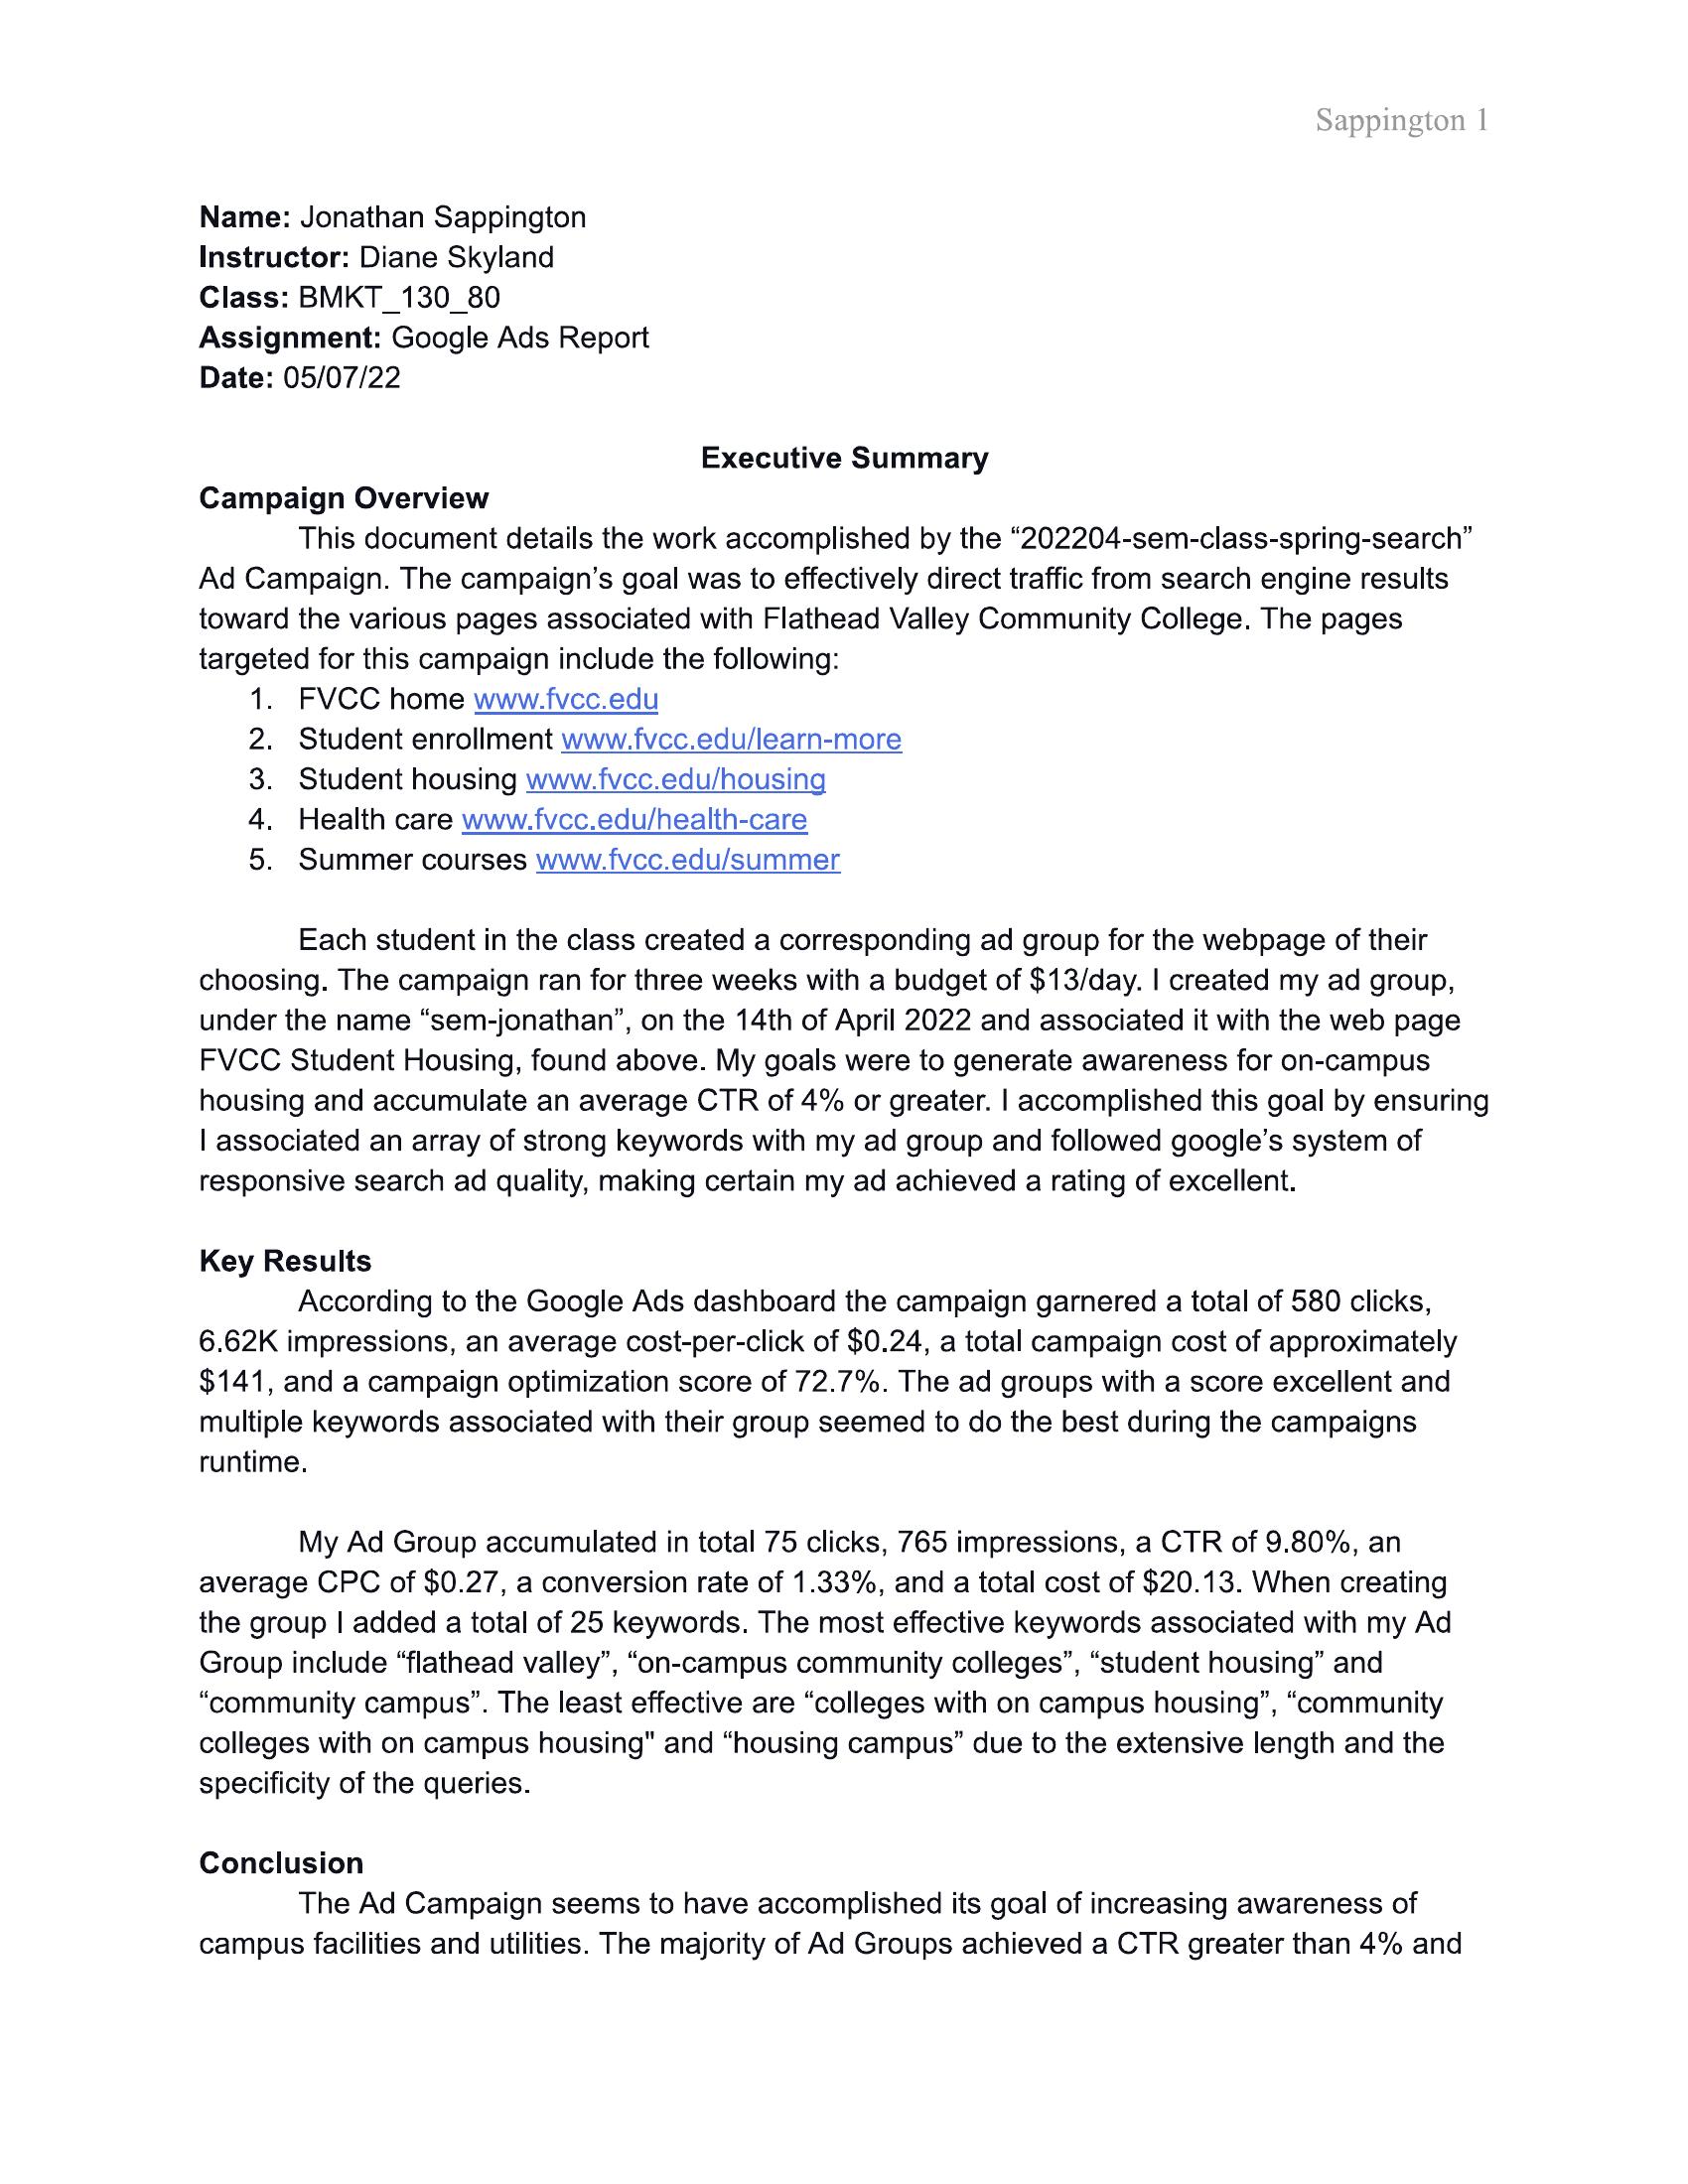 Sappington 1
Name: Jonathan Sappington
Instructor: Diane Skyland
Class: BMKT_130_80
Assignment: Google Ads Report
Date: 05/07/22
Executive Summary
Campaign Overview
This document details the work accomplished by the “202204-sem-class-spring-search”
Ad Campaign. The campaign’s goal was to effectively direct traffic from search engine results
toward the various pages associated with Flathead Valley Community College. The pages
targeted for this campaign include the following:
1. FVCC home www.fvcc.edu
2. Student enrollment www.fvcc.edu/learn-more
3. Student housing www.fvcc.edu/housing
4. Health care www.fvcc.edu/health-care
5. Summer courses www.fvcc.edu/summer
Each student in the class created a corresponding ad group for the webpage of their
choosing. The campaign ran for three weeks with a budget of $13/day. I created my ad group,
under the name “sem-jonathan”, on the 14th of April 2022 and associated it with the web page
FVCC Student Housing, found above. My goals were to generate awareness for on-campus
housing and accumulate an average CTR of 4% or greater. I accomplished this goal by ensuring
I associated an array of strong keywords with my ad group and followed google’s system of
responsive search ad quality, making certain my ad achieved a rating of excellent.
Key Results
According to the Google Ads dashboard the campaign garnered a total of 580 clicks,
6.62K impressions, an average cost-per-click of $0.24, a total campaign cost of approximately
$141, and a campaign optimization score of 72.7%. The ad groups with a score excellent and
multiple keywords associated with their group seemed to do the best during the campaigns
runtime.
My Ad Group accumulated in total 75 clicks, 765 impressions, a CTR of 9.80%, an
average CPC of $0.27, a conversion rate of 1.33%, and a total cost of $20.13. When creating
the group I added a total of 25 keywords. The most effective keywords associated with my Ad
Group include “flathead valley”, “on-campus community colleges”, “student housing” and
“community campus”. The least effective are “colleges with on campus housing”, “community
colleges with on campus housing" and “housing campus” due to the extensive length and the
specificity of the queries.
Conclusion
The Ad Campaign seems to have accomplished its goal of increasing awareness of
campus facilities and utilities. The majority of Ad Groups achieved a CTR greater than 4% and